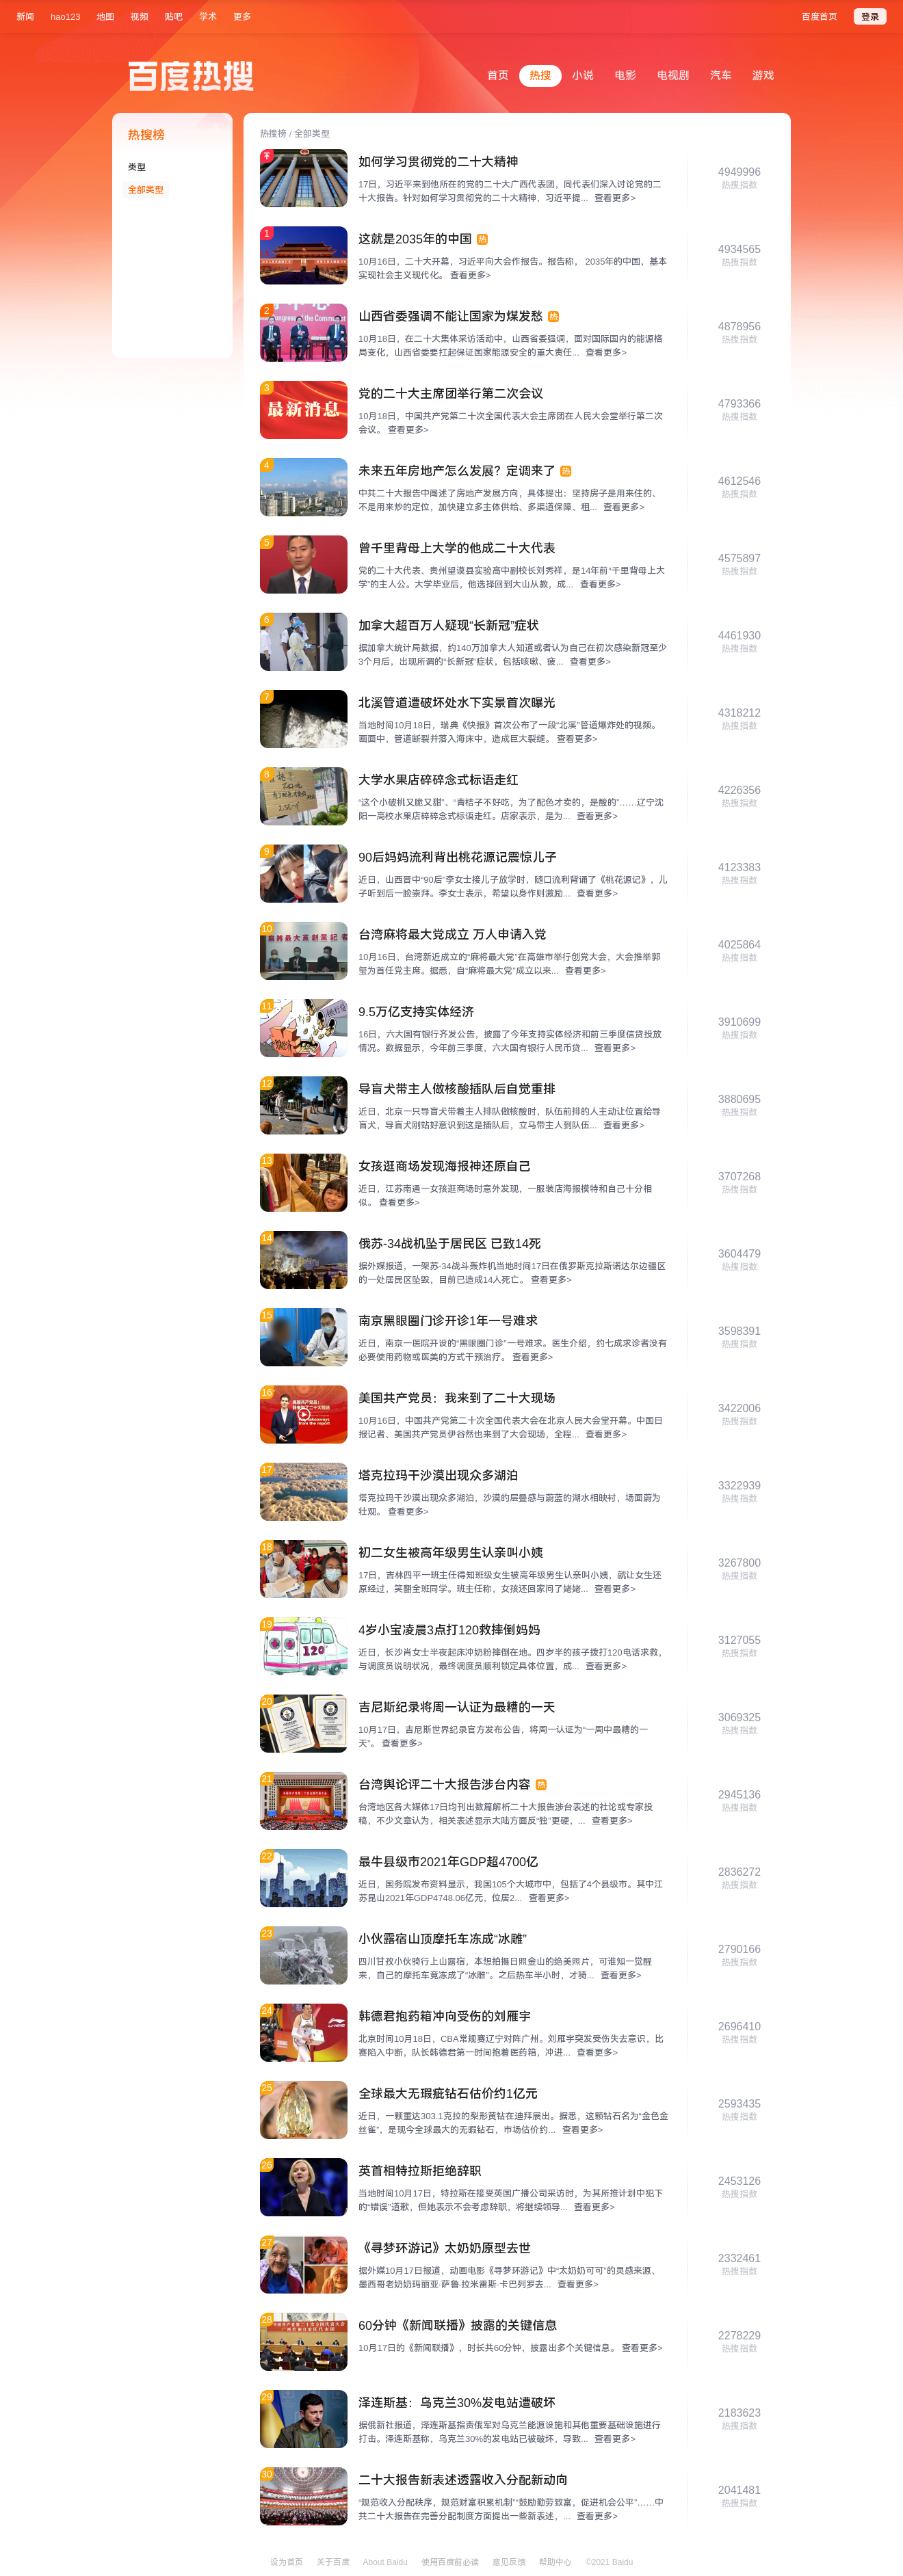 新闻 hao123 地图 视频 贴吧 学术 更多 百度首页 登录
百度热搜
首页 热搜 小说 电影 电视剧 汽车 游戏
热搜榜
类型
全部类型
热搜榜 / 全部类型
如何学习贯彻党的二十大精神
17日，习近平来到他所在的党的二十大广西代表团，同代表们深入讨论党的二
十大报告。针对如何学习贯彻党的二十大精神，习近平提... 查看更多>
4949996
热搜指数
1
这就是2035年的中国 热
10月16日，二十大开幕，习近平向大会作报告。报告称， 2035年的中国，基本
实现社会主义现代化。 查看更多>
4934565
热搜指数
2
山西省委强调不能让国家为煤发愁 热
10月18日，在二十大集体采访活动中，山西省委强调，面对国际国内的能源格
局变化，山西省委要扛起保证国家能源安全的重大责任... 查看更多>
4878956
热搜指数
3
最新消息
党的二十大主席团举行第二次会议
10月18日，中国共产党第二十次全国代表大会主席团在人民大会堂举行第二次
会议。 查看更多>
4793366
热搜指数
4
未来五年房地产怎么发展？定调来了 热
中共二十大报告中阐述了房地产发展方向，具体提出：坚持房子是用来住的、
不是用来炒的定位，加快建立多主体供给、多渠道保障、租... 查看更多>
4612546
热搜指数
5
曾千里背母上大学的他成二十大代表
党的二十大代表、贵州望谟县实验高中副校长刘秀祥，是14年前“千里背母上大
学”的主人公。大学毕业后，他选择回到大山从教，成... 查看更多>
4575897
热搜指数
6
加拿大超百万人疑现“长新冠”症状
据加拿大统计局数据，约140万加拿大人知道或者认为自己在初次感染新冠至少
3个月后，出现所谓的“长新冠”症状，包括咳嗽、疲... 查看更多>
4461930
热搜指数
7
北溪管道遭破坏处水下实景首次曝光
当地时间10月18日，瑞典《快报》首次公布了一段“北溪”管道爆炸处的视频。
画面中，管道断裂并落入海床中，造成巨大裂缝。 查看更多>
4318212
热搜指数
8
大学水果店碎碎念式标语走红
“这个小破桃又脆又甜”、“青桔子不好吃，为了配色才卖的，是酸的”……辽宁沈
阳一高校水果店碎碎念式标语走红。店家表示，是为... 查看更多>
4226356
热搜指数
9
90后妈妈流利背出桃花源记震惊儿子
近日，山西晋中“90后”李女士接儿子放学时，随口流利背诵了《桃花源记》，儿
子听到后一脸崇拜。李女士表示，希望以身作则激励... 查看更多>
4123383
热搜指数
10
台湾麻将最大党成立 万人申请入党
10月16日，台湾新近成立的“麻将最大党”在高雄市举行创党大会，大会推举郭
玺为首任党主席。据悉，自“麻将最大党”成立以来... 查看更多>
4025864
热搜指数
11
9.5万亿支持实体经济
16日，六大国有银行齐发公告，披露了今年支持实体经济和前三季度信贷投放
情况。数据显示，今年前三季度，六大国有银行人民币贷... 查看更多>
3910699
热搜指数
12
导盲犬带主人做核酸插队后自觉重排
近日，北京一只导盲犬带着主人排队做核酸时，队伍前排的人主动让位置给导
盲犬，导盲犬刚站好意识到这是插队后，立马带主人到队伍... 查看更多>
3880695
热搜指数
13
女孩逛商场发现海报神还原自己
近日，江苏南通一女孩逛商场时意外发现，一服装店海报模特和自己十分相
似。 查看更多>
3707268
热搜指数
14
俄苏-34战机坠于居民区 已致14死
据外媒报道，一架苏-34战斗轰炸机当地时间17日在俄罗斯克拉斯诺达尔边疆区
的一处居民区坠毁，目前已造成14人死亡。 查看更多>
3604479
热搜指数
15
南京黑眼圈门诊开诊1年一号难求
近日，南京一医院开设的“黑眼圈门诊”一号难求。医生介绍，约七成求诊者没有
必要使用药物或医美的方式干预治疗。 查看更多>
3598391
热搜指数
16
美国共产党员：我来到了二十大现场
10月16日，中国共产党第二十次全国代表大会在北京人民大会堂开幕。中国日
报记者、美国共产党员伊谷然也来到了大会现场，全程... 查看更多>
3422006
热搜指数
17
塔克拉玛干沙漠出现众多湖泊
塔克拉玛干沙漠出现众多湖泊，沙漠的层叠感与蔚蓝的湖水相映衬，场面蔚为
壮观。 查看更多>
3322939
热搜指数
18
初二女生被高年级男生认亲叫小姨
17日，吉林四平一班主任得知班级女生被高年级男生认亲叫小姨，就让女生还
原经过，笑翻全班同学。班主任称，女孩还回家问了姥姥... 查看更多>
3267800
热搜指数
19
120
4岁小宝凌晨3点打120救摔倒妈妈
近日，长沙肖女士半夜起床冲奶粉摔倒在地。四岁半的孩子拨打120电话求救，
与调度员说明状况，最终调度员顺利锁定具体位置，成... 查看更多>
3127055
热搜指数
20
吉尼斯纪录将周一认证为最糟的一天
10月17日，吉尼斯世界纪录官方发布公告，将周一认证为“一周中最糟的一
天”。 查看更多>
3069325
热搜指数
21
台湾舆论评二十大报告涉台内容 热
台湾地区各大媒体17日均刊出数篇解析二十大报告涉台表述的社论或专家投
稿，不少文章认为，相关表述显示大陆方面反“独”更硬，... 查看更多>
2945136
热搜指数
22
最牛县级市2021年GDP超4700亿
近日，国务院发布资料显示，我国105个大城市中，包括了4个县级市。其中江
苏昆山2021年GDP4748.06亿元，位居2... 查看更多>
2836272
热搜指数
23
小伙露宿山顶摩托车冻成“冰雕”
四川甘孜小伙骑行上山露宿，本想拍摄日照金山的绝美照片，可谁知一觉醒
来，自己的摩托车竟冻成了“冰雕”。之后热车半小时，才骑... 查看更多>
2790166
热搜指数
24
韩德君抱药箱冲向受伤的刘雁宇
北京时间10月18日，CBA常规赛辽宁对阵广州。刘雁宇突发受伤失去意识，比
赛陷入中断，队长韩德君第一时间抱着医药箱，冲进... 查看更多>
2696410
热搜指数
25
全球最大无瑕疵钻石估价约1亿元
近日，一颗重达303.1克拉的梨形黄钻在迪拜展出。据悉，这颗钻石名为“金色金
丝雀”，是现今全球最大的无暇钻石，市场估价约... 查看更多>
2593435
热搜指数
26
英首相特拉斯拒绝辞职
当地时间10月17日，特拉斯在接受英国广播公司采访时，为其所推计划中犯下
的“错误”道歉，但她表示不会考虑辞职，将继续领导... 查看更多>
2453126
热搜指数
27
《寻梦环游记》太奶奶原型去世
据外媒10月17日报道，动画电影《寻梦环游记》中“太奶奶可可”的灵感来源、
墨西哥老奶奶玛丽亚·萨鲁·拉米雷斯·卡巴列罗去... 查看更多>
2332461
热搜指数
28
60分钟《新闻联播》披露的关键信息
10月17日的《新闻联播》，时长共60分钟，披露出多个关键信息。 查看更多>
2278229
热搜指数
29
泽连斯基：乌克兰30%发电站遭破坏
据俄新社报道，泽连斯基指责俄军对乌克兰能源设施和其他重要基础设施进行
打击。泽连斯基称，乌克兰30%的发电站已被破坏，导致... 查看更多>
2183623
热搜指数
30
二十大报告新表述透露收入分配新动向
“规范收入分配秩序，规范财富积累机制”“鼓励勤劳致富，促进机会公平”……中
共二十大报告在完善分配制度方面提出一些新表述，... 查看更多>
2041481
热搜指数
设为首页 关于百度 About Baidu 使用百度前必读 意见反馈 帮助中心 ©2021 Baidu